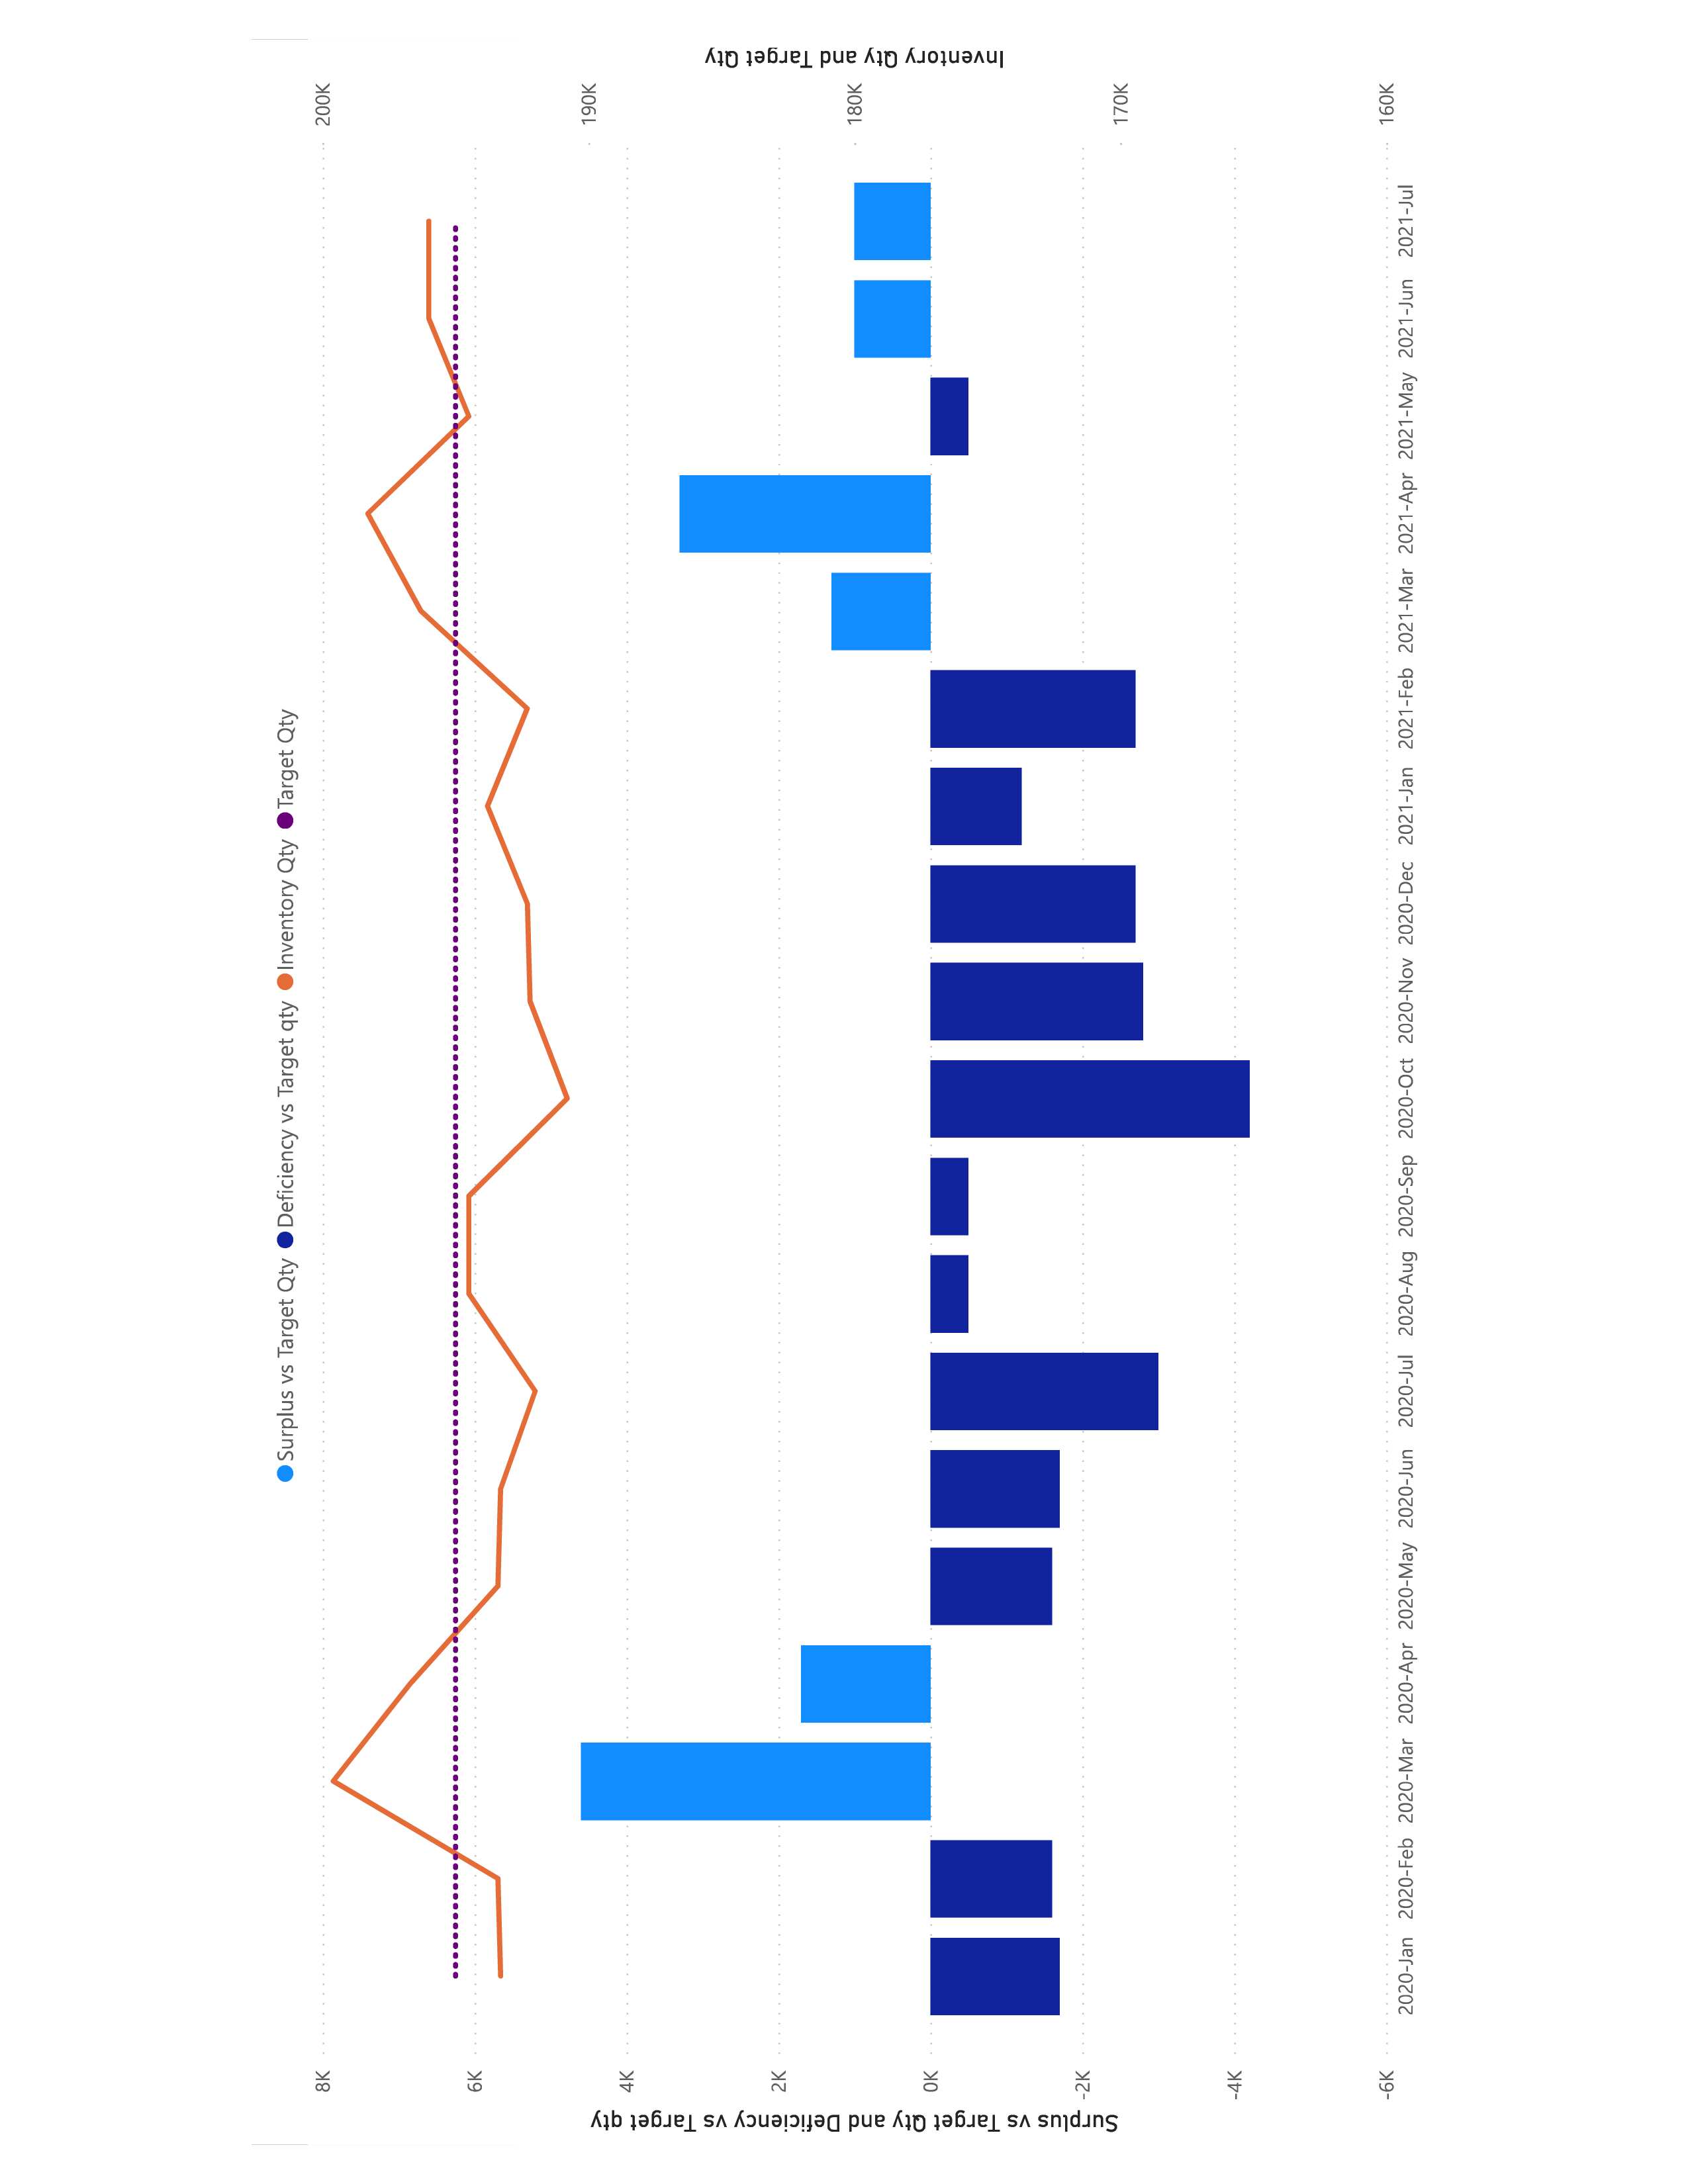 Surplus vs Target Qty Deficiency vs Target qty Inventory Qty Target Qty
8K
6K
4K
2K
0K
-2K
-4K
-6K
Surplus vs Target Qty and Deficiency vs Target qty
200K
190K
180K
170K
160K
Inventory Qty and Target Qty
2020-Jan 2020-Feb 2020-Mar 2020-Apr 2020-May 2020-Jun 2020-Jul 2020-Aug 2020-Sep 2020-Oct 2020-Nov 2020-Dec 2021-Jan 2021-Feb 2021-Mar 2021-Apr 2021-May 2021-Jun 2021-Jul